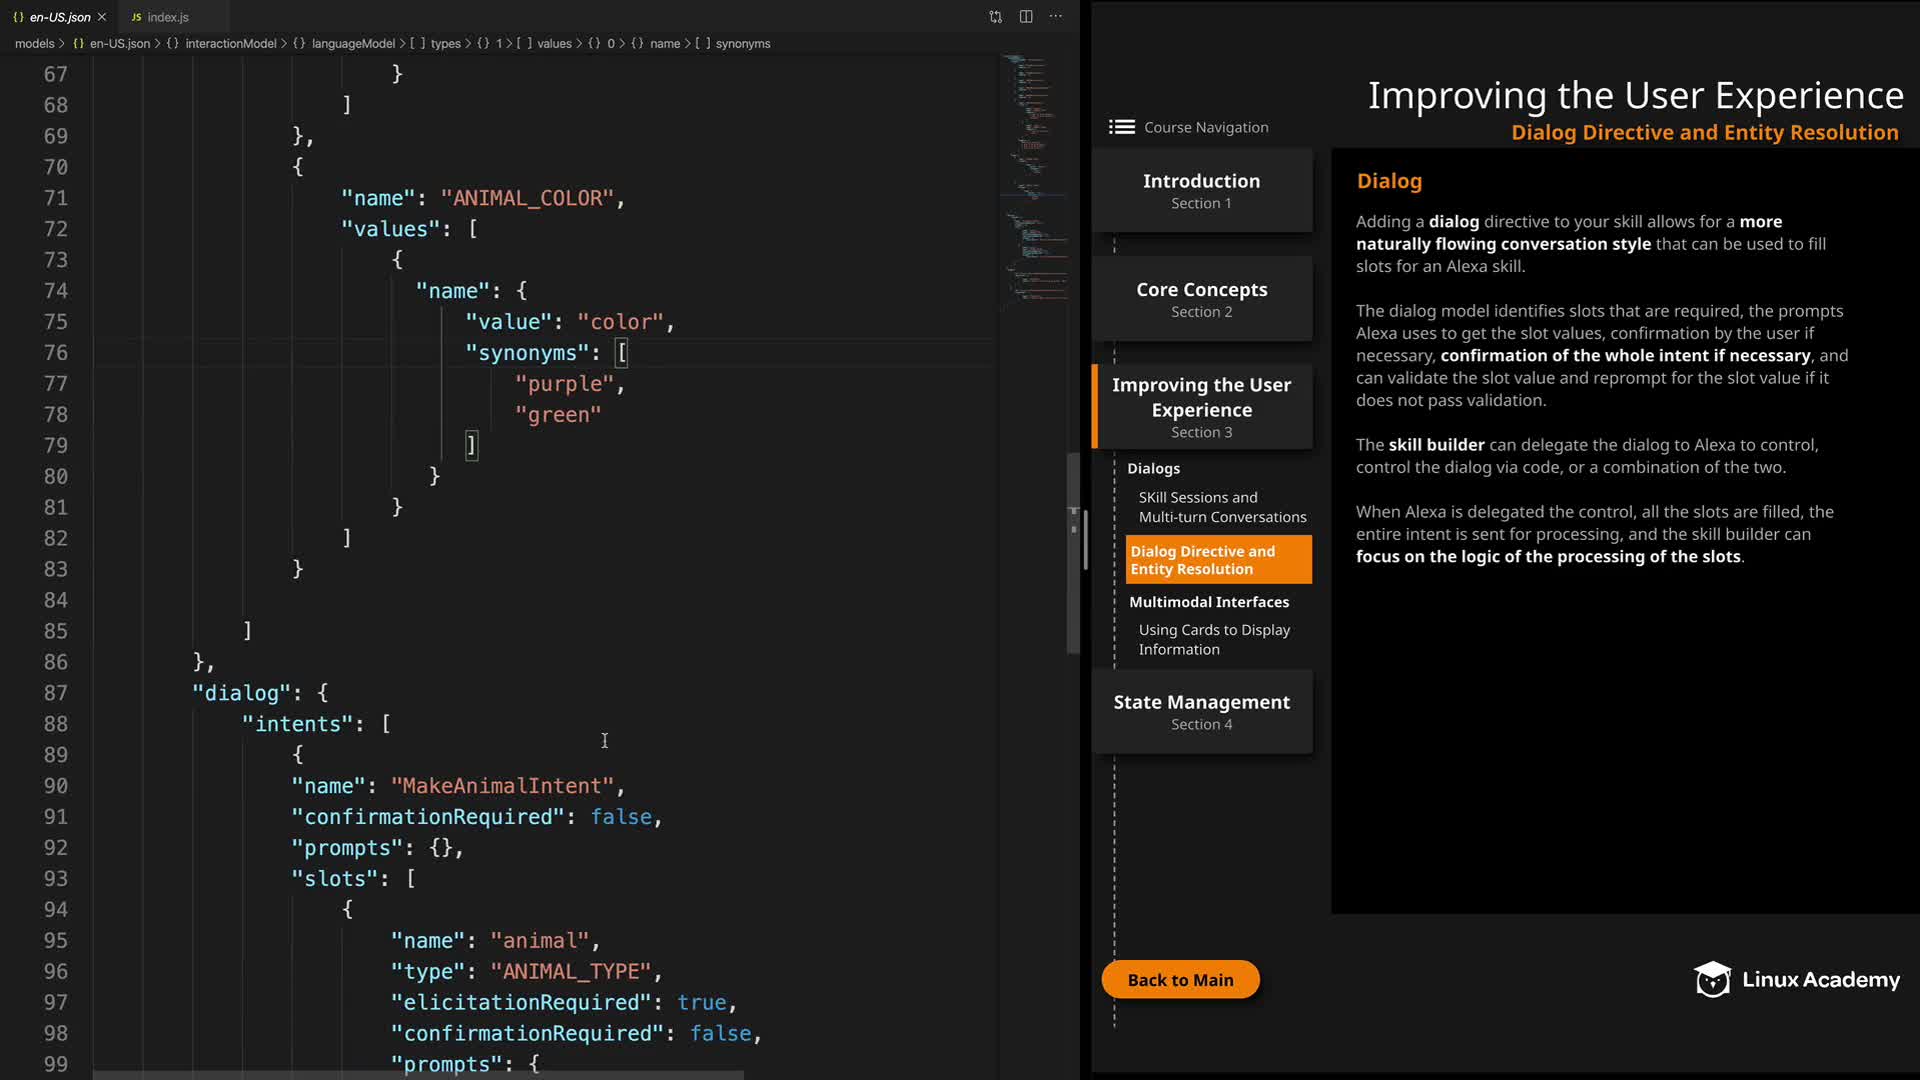 {} en-US.json ×
JS index.js
models > {} en-US.json > {} interactionModel > {} languageModel > [ ] types > {} 1 > [ ] values > {} 0 > {} name > [ ] synonyms
67 }
68 ]
69 },
70 {
71 "name": "ANIMAL_COLOR",
72 "values": [
73 {
74 "name": {
75 "value": "color",
76 "synonyms": [
77 "purple",
78 "green"
79 ]
80 }
81 }
82 ]
83 }
84
85 ]
86 },
87 "dialog": {
88 "intents": [
89 {
90 "name": "MakeAnimalIntent",
91 "confirmationRequired": false,
92 "prompts": {},
93 "slots": [
94 {
95 "name": "animal",
96 "type": "ANIMAL_TYPE",
97 "elicitationRequired": true,
98 "confirmationRequired": false,
99 "prompts": {
Improving the User Experience
Dialog Directive and Entity Resolution
Course Navigation
Introduction
Section 1
Core Concepts
Section 2
Improving the User
Experience
Section 3
Dialogs
SKill Sessions and
Multi-turn Conversations
Dialog Directive and
Entity Resolution
Multimodal Interfaces
Using Cards to Display
Information
State Management
Section 4
Back to Main
Dialog
Adding a dialog directive to your skill allows for a more
naturally flowing conversation style that can be used to fill
slots for an Alexa skill.
The dialog model identifies slots that are required, the prompts
Alexa uses to get the slot values, confirmation by the user if
necessary, confirmation of the whole intent if necessary, and
can validate the slot value and reprompt for the slot value if it
does not pass validation.
The skill builder can delegate the dialog to Alexa to control,
control the dialog via code, or a combination of the two.
When Alexa is delegated the control, all the slots are filled, the
entire intent is sent for processing, and the skill builder can
focus on the logic of the processing of the slots.
Linux Academy